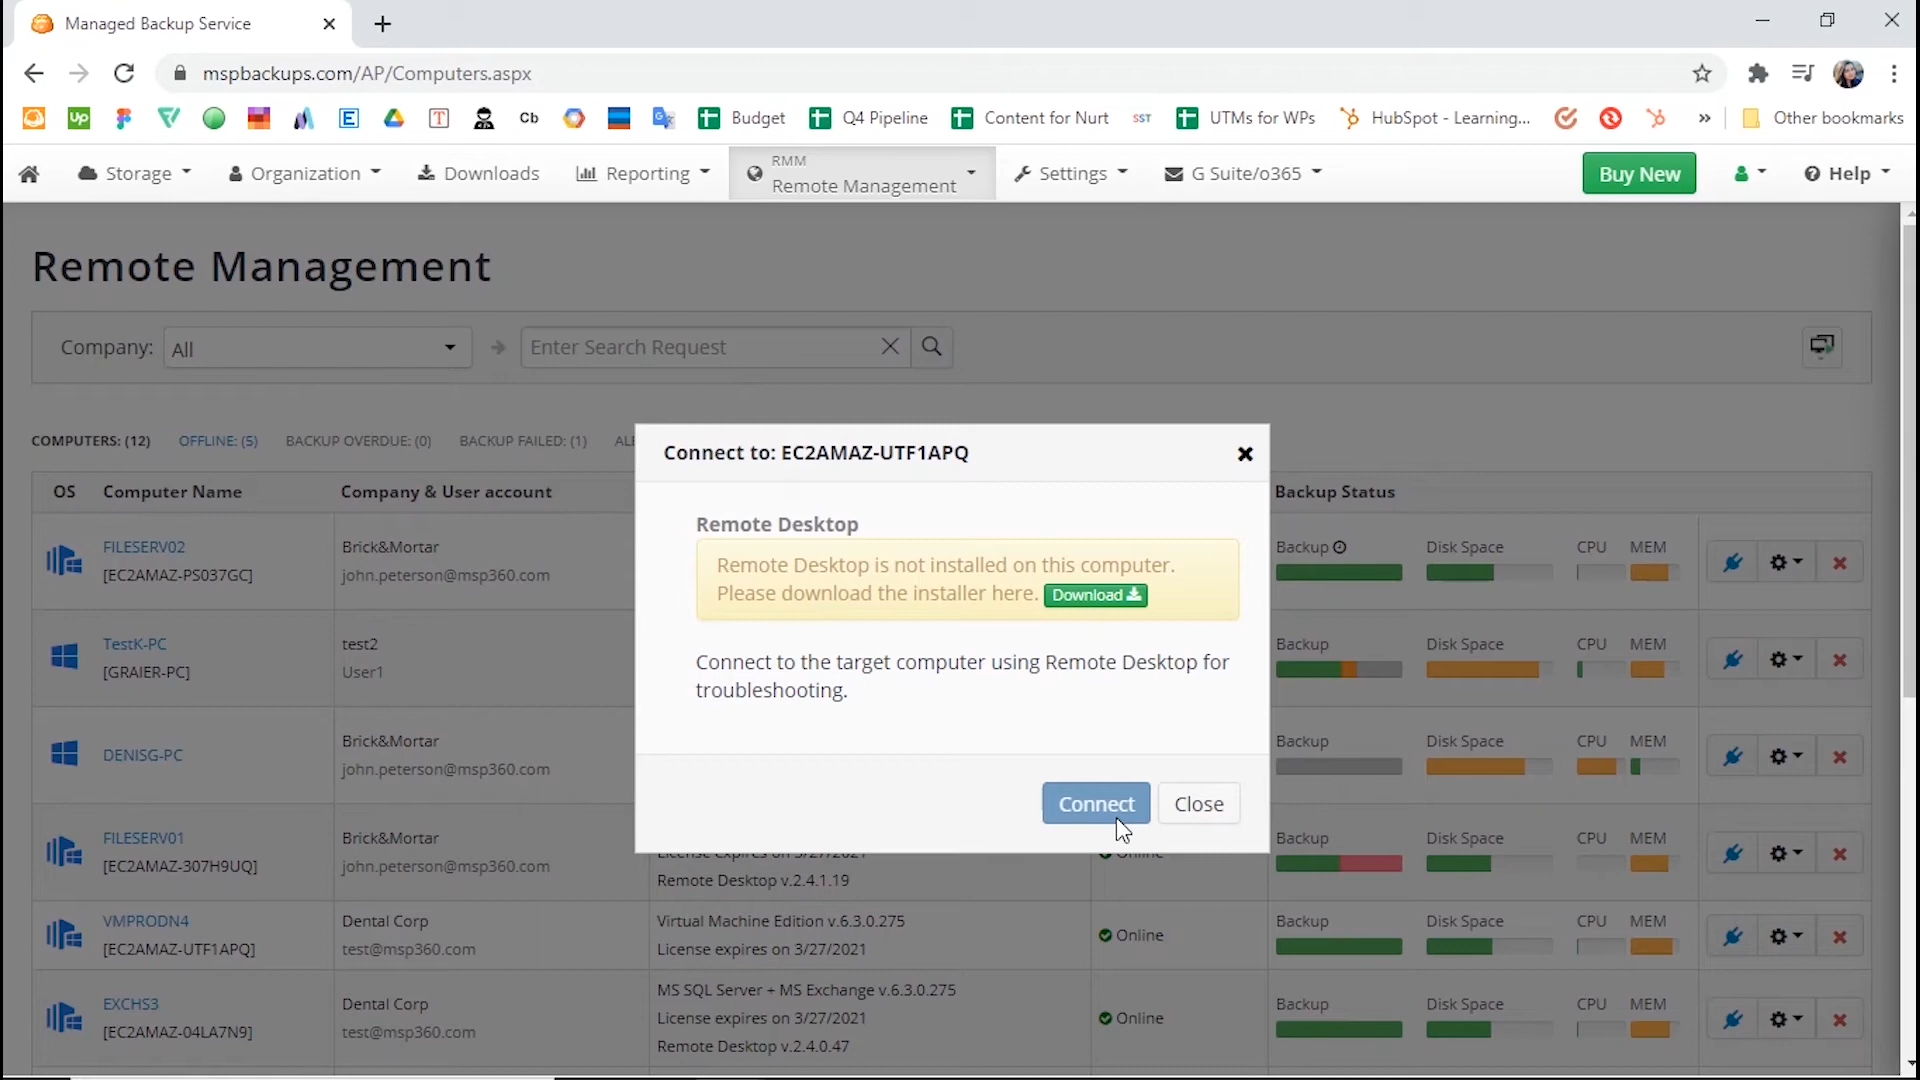 Managed Backup Service
mspbackups.com/AP/Computers.aspx
Up
E
T
Cb
Budget
Q4 Pipeline
Content for Nurt
SST
UTMs for WPs
HubSpot - Learning...
»
Other bookmarks
Storage
Organization
Downloads
Reporting
RMM
Remote Management
Settings
G Suite/o365
Buy New
Help
Remote Management
Company:
All
Enter Search Request
COMPUTERS: (12)
OFFLINE: (5)
BACKUP OVERDUE: (0)
BACKUP FAILED: (1)
Connect to: EC2AMAZ-UTF1APQ
Remote Desktop
Remote Desktop is not installed on this computer.
Please download the installer here. Download
Connect to the target computer using Remote Desktop for
troubleshooting.
Connect
Close
OS
Computer Name
Company & User account
Backup Status
FILESERV02
[EC2AMAZ-PS037GC]
Brick&Mortar
john.peterson@msp360.com
Backup
Disk Space
CPU
MEM
TestK-PC
[GRAIER-PC]
test2
User1
Backup
Disk Space
CPU
MEM
DENISG-PC
Brick&Mortar
john.peterson@msp360.com
Backup
Disk Space
CPU
MEM
FILESERV01
[EC2AMAZ-307H9UQ]
Brick&Mortar
john.peterson@msp360.com
License expires on 3/27/2021
Remote Desktop v.2.4.1.19
Online
Backup
Disk Space
CPU
MEM
VMPRODN4
[EC2AMAZ-UTF1APQ]
Dental Corp
test@msp360.com
Virtual Machine Edition v.6.3.0.275
License expires on 3/27/2021
Online
Backup
Disk Space
CPU
MEM
EXCHS3
[EC2AMAZ-04LA7N9]
Dental Corp
test@msp360.com
MS SQL Server + MS Exchange v.6.3.0.275
License expires on 3/27/2021
Remote Desktop v.2.4.0.47
Online
Backup
Disk Space
CPU
MEM